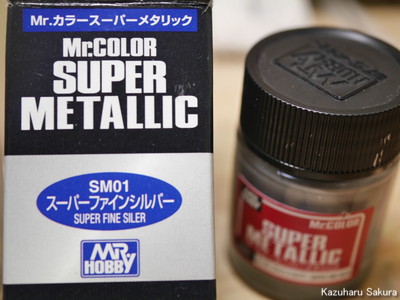 Mr.カラースーパーメタリック
Mr.COLOR
SUPER
METALLIC
SM01
スーパーファインシルバー
SUPER FINE SILER
MR.
HOBBY
Mr.COLOR
SUPER
METALLIC
Kazuharu Sakura